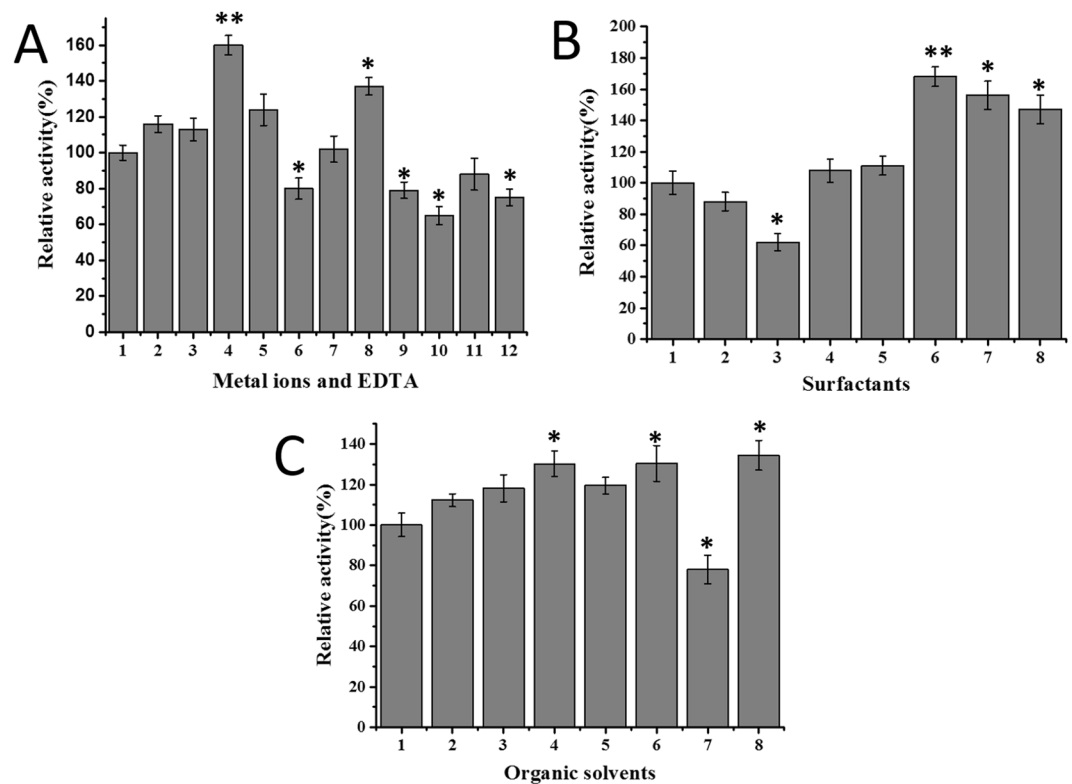 A
Relative activity(%)
160
140
120
100
80
60
40
20
0
** * * * * *
1 2 3 4 5 6 7 8 9 10 11 12
Metal ions and EDTA
B
Relative activity(%)
200
180
160
140
120
100
80
60
40
20
0
* ** * *
1 2 3 4 5 6 7 8
Surfactants
C
Relative activity(%)
140
120
100
80
60
40
20
0
* * * *
1 2 3 4 5 6 7 8
Organic solvents